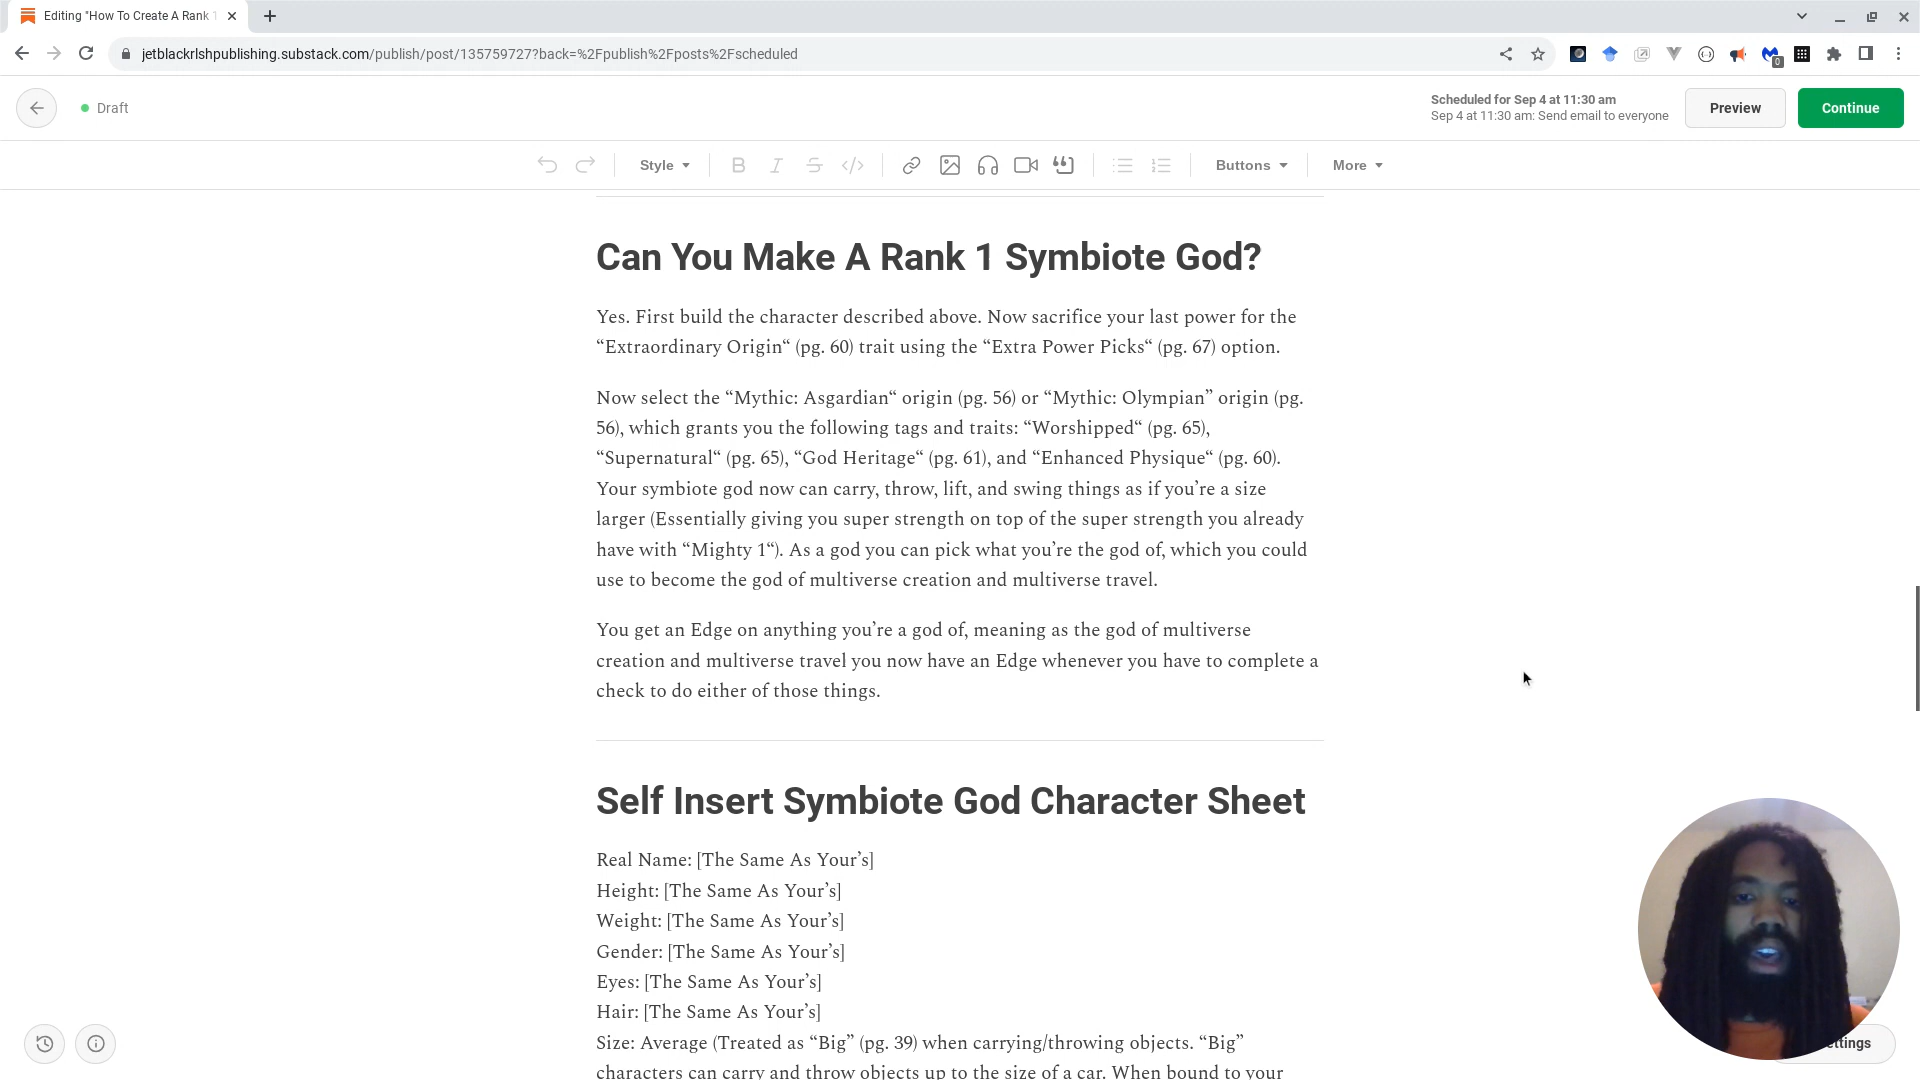 Editing "How To Create A Rank 1
jetblackrlshpublishing.substack.com/publish/post/135759727?back=%2Fpublish%2Fposts%2Fscheduled
0
Draft
Scheduled for Sep 4 at 11:30 am
Sep 4 at 11:30 am: Send email to everyone
Preview
Continue
Style
Buttons
More
Can You Make A Rank 1 Symbiote God?
Yes. First build the character described above. Now sacrifice your last power for the
“Extraordinary Origin“ (pg. 60) trait using the “Extra Power Picks“ (pg. 67) option.
Now select the “Mythic: Asgardian“ origin (pg. 56) or “Mythic: Olympian” origin (pg.
56), which grants you the following tags and traits: “Worshipped“ (pg. 65),
“Supernatural“ (pg. 65), “God Heritage“ (pg. 61), and “Enhanced Physique“ (pg. 60).
Your symbiote god now can carry, throw, lift, and swing things as if you’re a size
larger (Essentially giving you super strength on top of the super strength you already
have with “Mighty 1“). As a god you can pick what you’re the god of, which you could
use to become the god of multiverse creation and multiverse travel.
You get an Edge on anything you’re a god of, meaning as the god of multiverse
creation and multiverse travel you now have an Edge whenever you have to complete a
check to do either of those things.
Self Insert Symbiote God Character Sheet
Real Name: [The Same As Your’s]
Height: [The Same As Your’s]
Weight: [The Same As Your’s]
Gender: [The Same As Your’s]
Eyes: [The Same As Your’s]
Hair: [The Same As Your’s]
Size: Average (Treated as “Big” (pg. 39) when carrying/throwing objects. “Big”
characters can carry and throw objects up to the size of a car. When bound to your